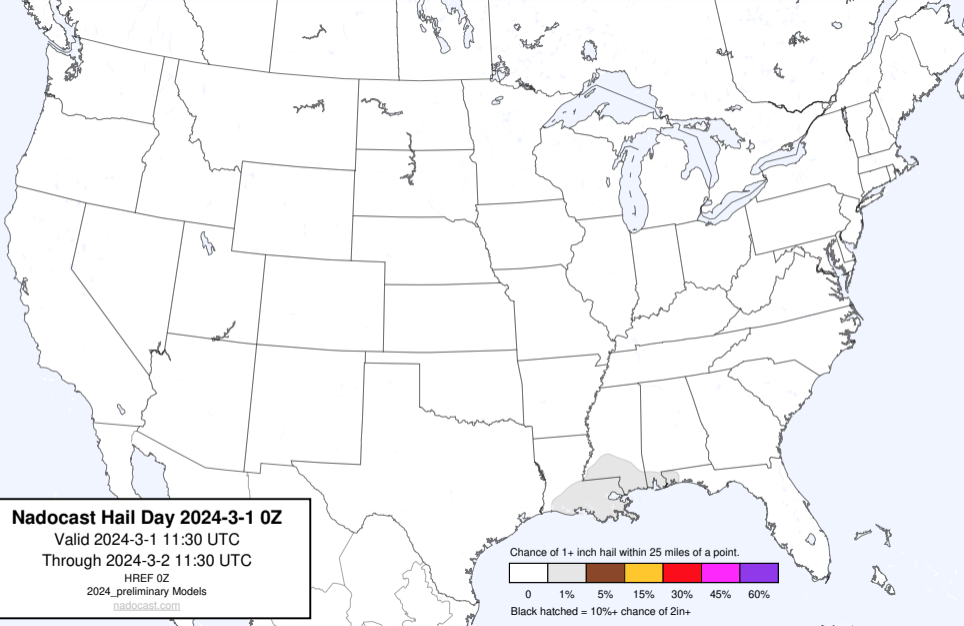 Nadocast Hail Day 2024-3-1 0Z
Valid 2024-3-1 11:30 UTC
Through 2024-3-2 11:30 UTC
HREF 0Z
2024_preliminary Models
nadocast.com
Chance of 1+ inch hail within 25 miles of a point.
0 1% 5% 15% 30% 45% 60%
Black hatched = 10%+ chance of 2in+